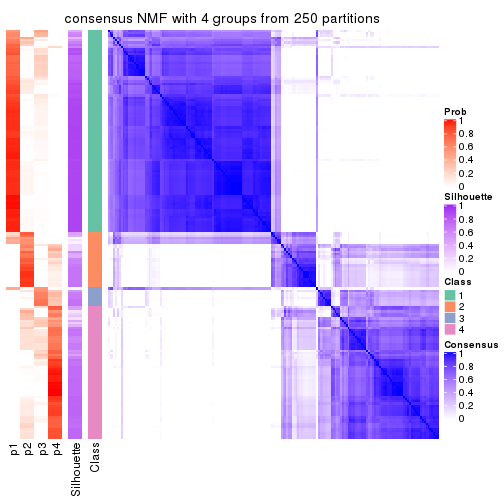 consensus NMF with 4 groups from 250 partitions
Prob
1
0.8
0.6
0.4
0.2
0
Silhouette
1
0.8
0.6
0.4
0.2
0
Class
1
2
3
4
Consensus
1
0.8
0.6
0.4
0.2
0
p1
p2
p3
p4
Silhouette
Class